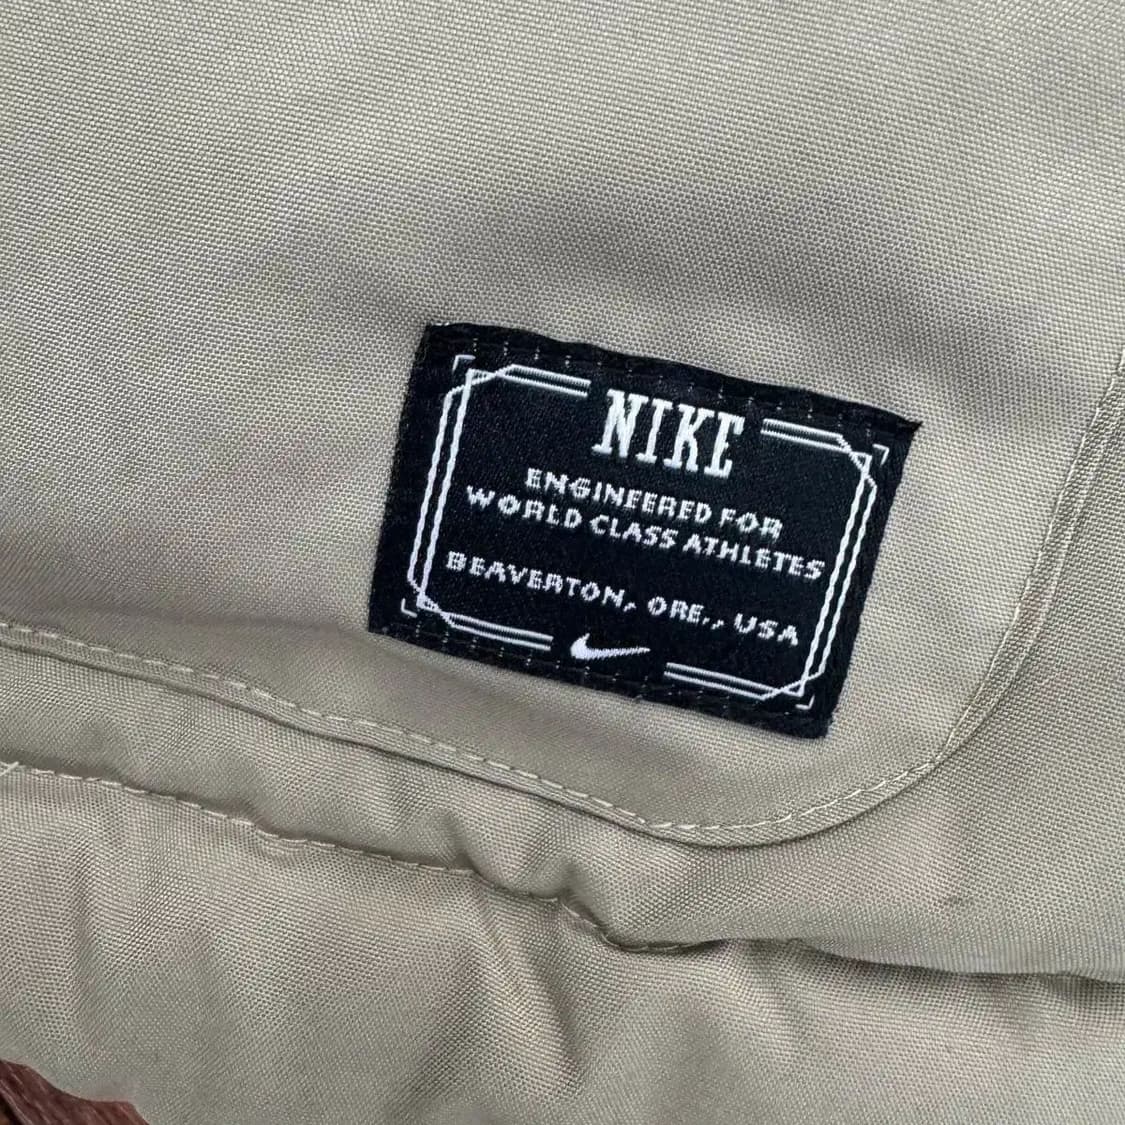 NIKE
ENGINEERED FOR
WORLD CLASS ATHLETES
BEAVERTON, ORE., USA